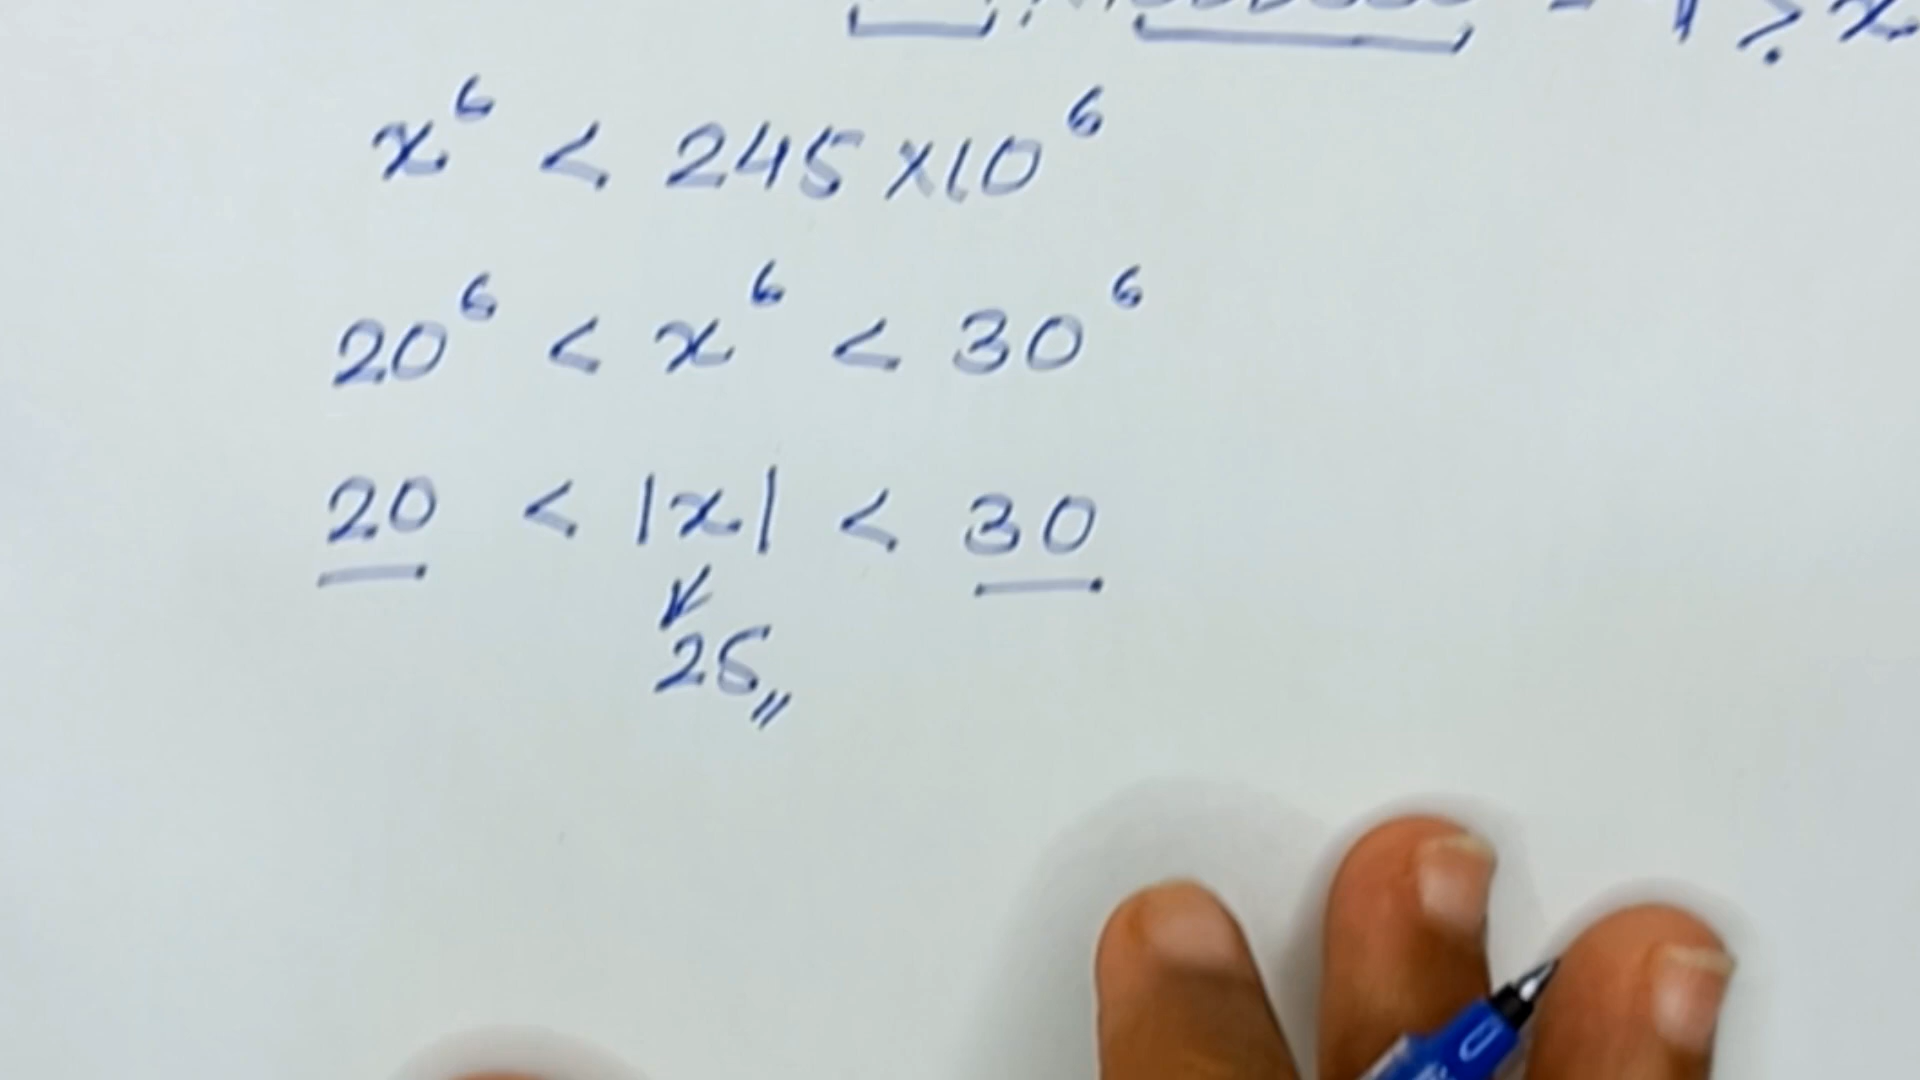 x⁶ < 245 × 10⁶
20⁶ < x⁶ < 30⁶
20 < |x| < 30
25